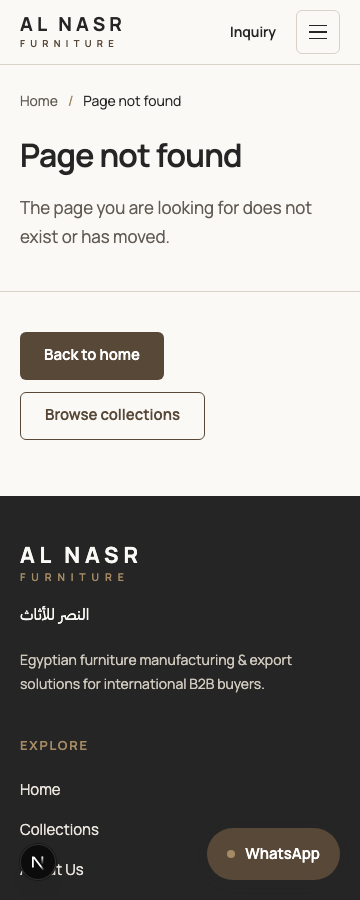 AL NASR
FURNITURE
Inquiry
Home / Page not found
Page not found
The page you are looking for does not
exist or has moved.
Back to home
Browse collections
AL NASR
FURNITURE
النصر للأثاث
Egyptian furniture manufacturing & export
solutions for international B2B buyers.
EXPLORE
Home
Collections
WhatsApp
N
t Us